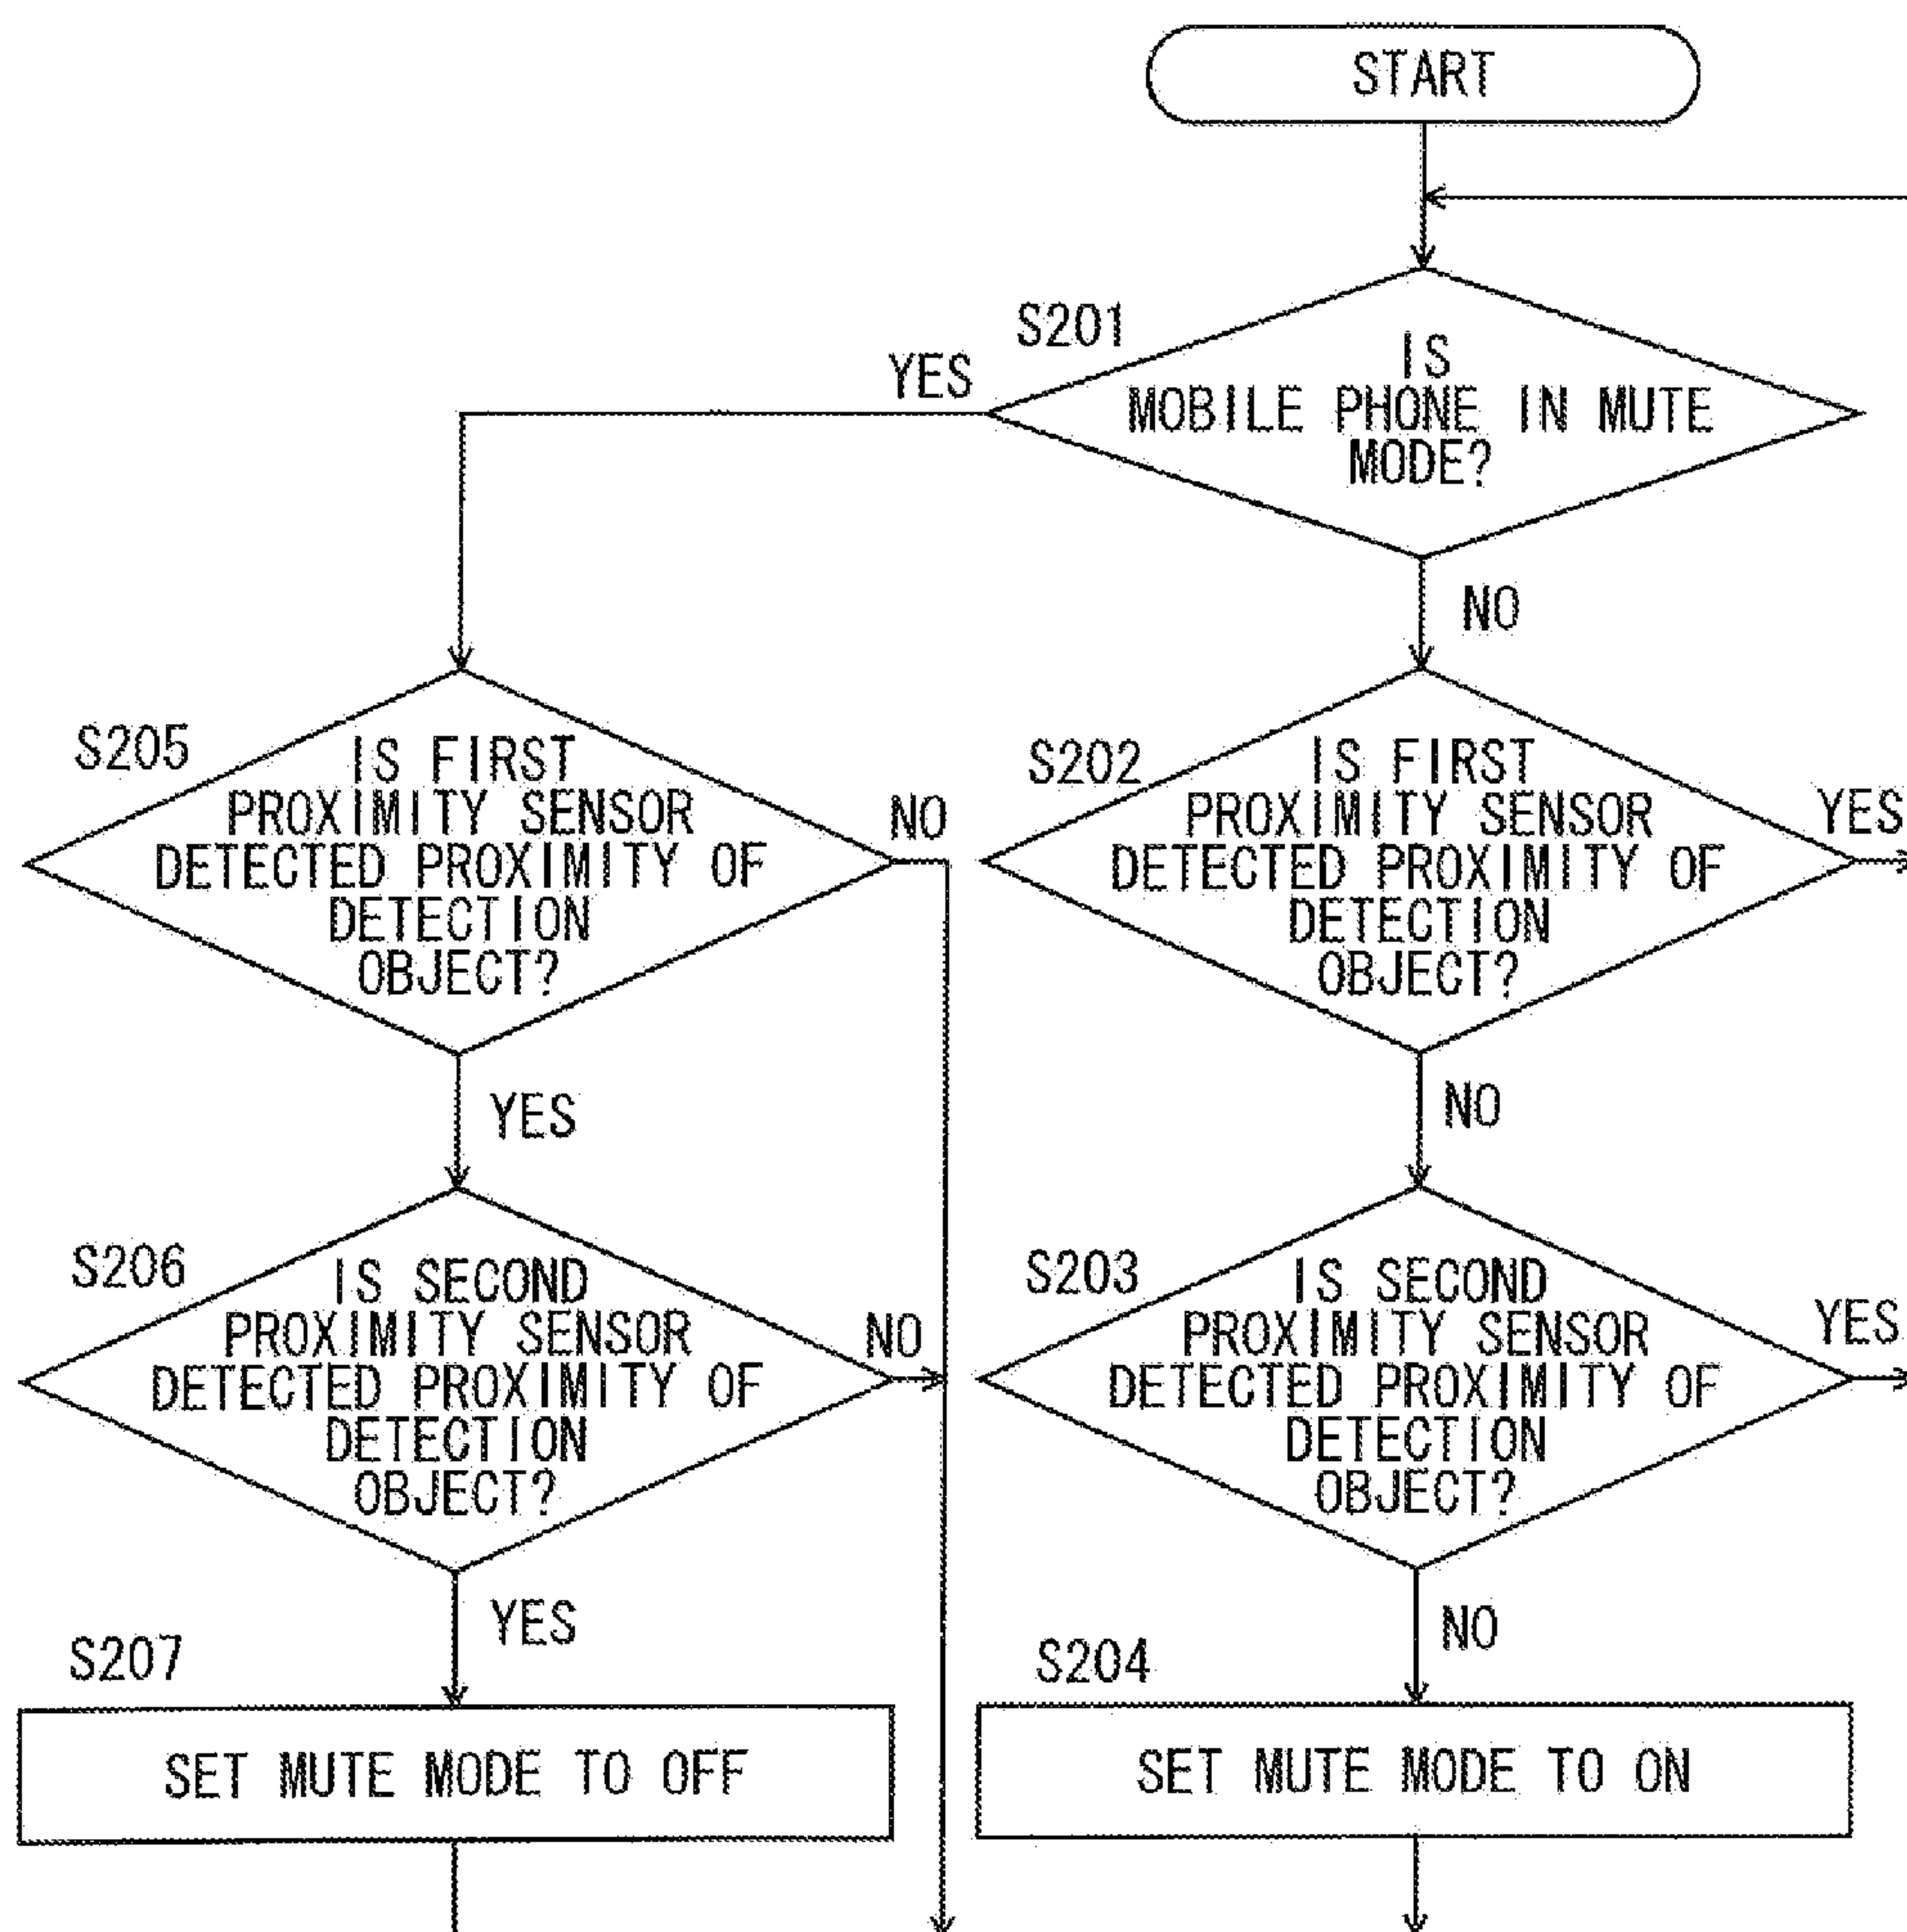 START
S201
YES
IS
MOBILE PHONE IN MUTE
MODE?
NO
S205
IS FIRST
PROXIMITY SENSOR
DETECTED PROXIMITY OF
DETECTION
OBJECT?
NO
YES
S202
IS FIRST
PROXIMITY SENSOR
DETECTED PROXIMITY OF
DETECTION
OBJECT?
YES
NO
S206
IS SECOND
PROXIMITY SENSOR
DETECTED PROXIMITY OF
DETECTION
OBJECT?
NO
YES
S203
IS SECOND
PROXIMITY SENSOR
DETECTED PROXIMITY OF
DETECTION
OBJECT?
YES
NO
S207
SET MUTE MODE TO OFF
S204
SET MUTE MODE TO ON